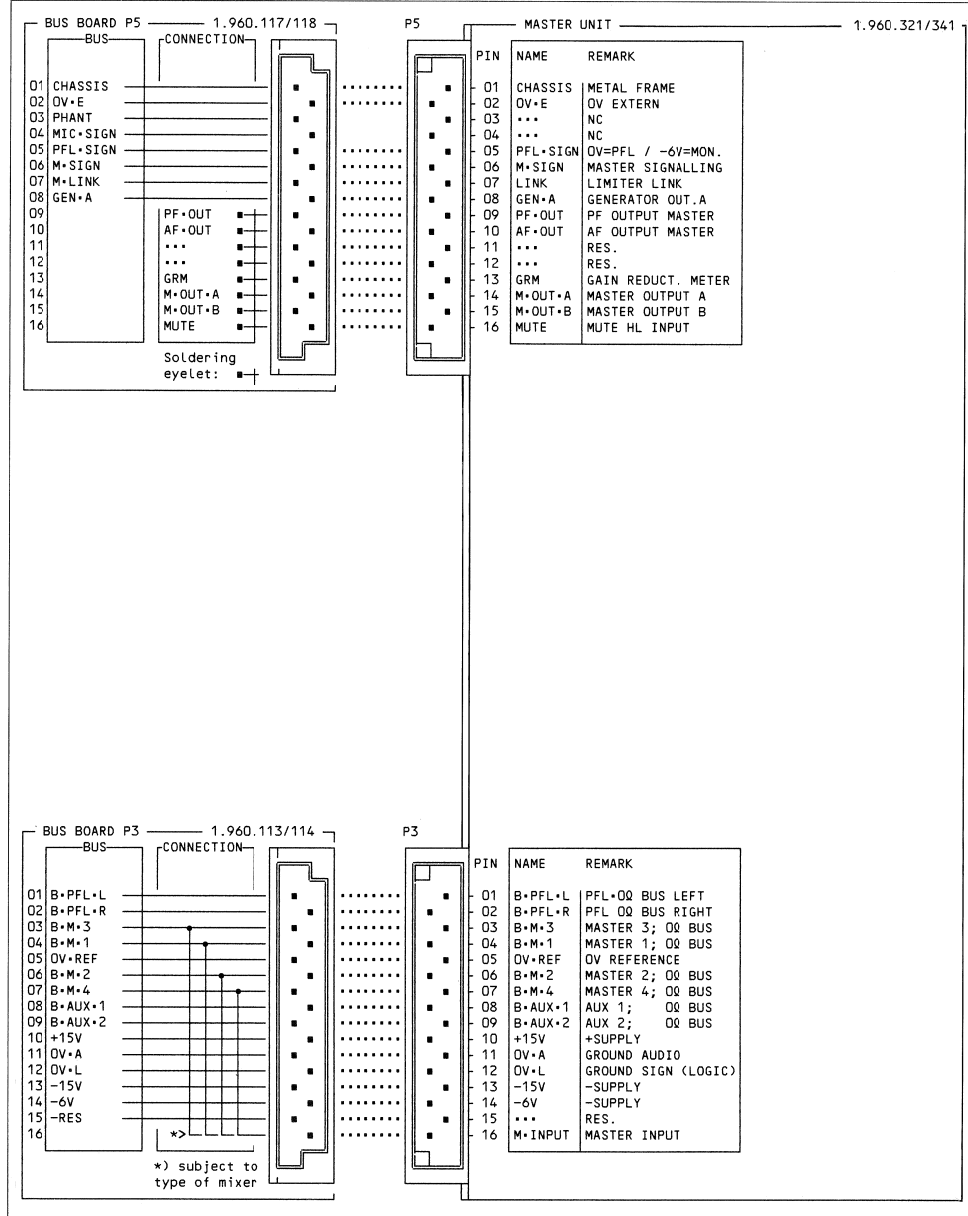 BUS BOARD P5 1.960.117/118 P5 MASTER UNIT 1.960.321/341
BUS CONNECTION
PIN NAME REMARK
01 CHASSIS 01 CHASSIS METAL FRAME
02 0V▪E 02 0V▪E 0V EXTERN
03 PHANT 03 ▪▪▪ NC
04 MIC▪SIGN 04 ▪▪▪ NC
05 PFL▪SIGN 05 PFL▪SIGN 0V=PFL / -6V=MON.
06 M▪SIGN 06 M▪SIGN MASTER SIGNALLING
07 M▪LINK 07 LINK LIMITER LINK
08 GEN▪A 08 GEN▪A GENERATOR OUT.A
09 PF▪OUT 09 PF▪OUT PF OUTPUT MASTER
10 AF▪OUT 10 AF▪OUT AF OUTPUT MASTER
11 ▪▪▪ 11 ▪▪▪ RES.
12 ▪▪▪ 12 ▪▪▪ RES.
13 GRM 13 GRM GAIN REDUCT. METER
14 M▪OUT▪A 14 M▪OUT▪A MASTER OUTPUT A
15 M▪OUT▪B 15 M▪OUT▪B MASTER OUTPUT B
16 MUTE 16 MUTE MUTE HL INPUT
Soldering
eyelet:
BUS BOARD P3 1.960.113/114 P3
BUS CONNECTION
PIN NAME REMARK
01 B▪PFL▪L 01 B▪PFL▪L PFL▪0Ω BUS LEFT
02 B▪PFL▪R 02 B▪PFL▪R PFL 0Ω BUS RIGHT
03 B▪M▪3 03 B▪M▪3 MASTER 3; 0Ω BUS
04 B▪M▪1 04 B▪M▪1 MASTER 1; 0Ω BUS
05 0V▪REF 05 0V▪REF 0V REFERENCE
06 B▪M▪2 06 B▪M▪2 MASTER 2; 0Ω BUS
07 B▪M▪4 07 B▪M▪4 MASTER 4; 0Ω BUS
08 B▪AUX▪1 08 B▪AUX▪1 AUX 1; 0Ω BUS
09 B▪AUX▪2 09 B▪AUX▪2 AUX 2; 0Ω BUS
10 +15V 10 +15V +SUPPLY
11 0V▪A 11 0V▪A GROUND AUDIO
12 0V▪L 12 0V▪L GROUND SIGN (LOGIC)
13 -15V 13 -15V -SUPPLY
14 -6V 14 -6V -SUPPLY
15 -RES 15 ▪▪▪ RES.
16 *> 16 M▪INPUT MASTER INPUT
*) subject to
type of mixer